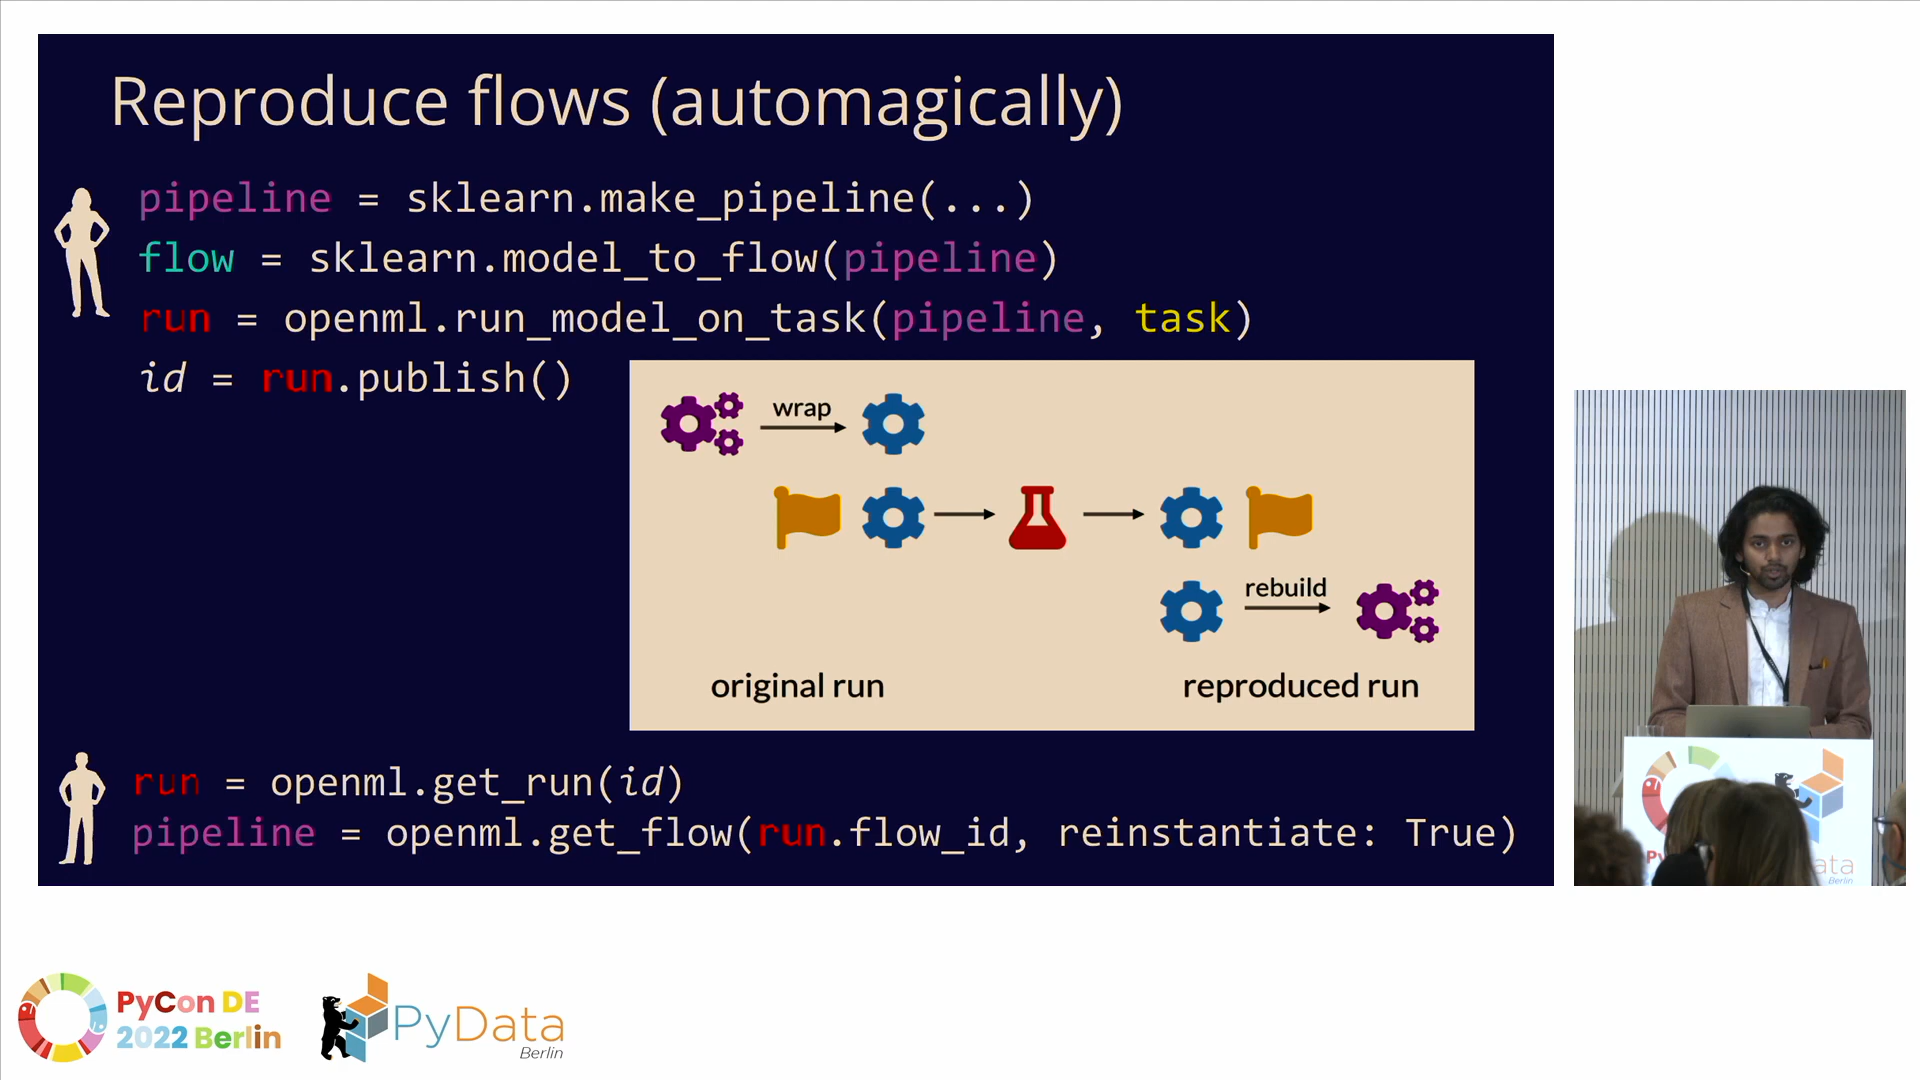 Reproduce flows (automagically)
pipeline = sklearn.make_pipeline(...)
flow = sklearn.model_to_flow(pipeline)
run = openml.run_model_on_task(pipeline, task)
id = run.publish()
wrap
rebuild
original run
reproduced run
run = openml.get_run(id)
pipeline = openml.get_flow(run.flow_id, reinstantiate: True)
PyCon DE
2022 Berlin
PyData
Berlin
Berlin